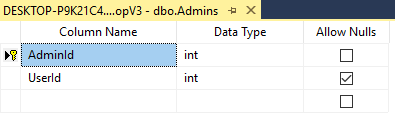 DESKTOP-P9K21C4....opV3 - dbo.Admins
Column Name Data Type Allow Nulls
AdminId int
UserId int